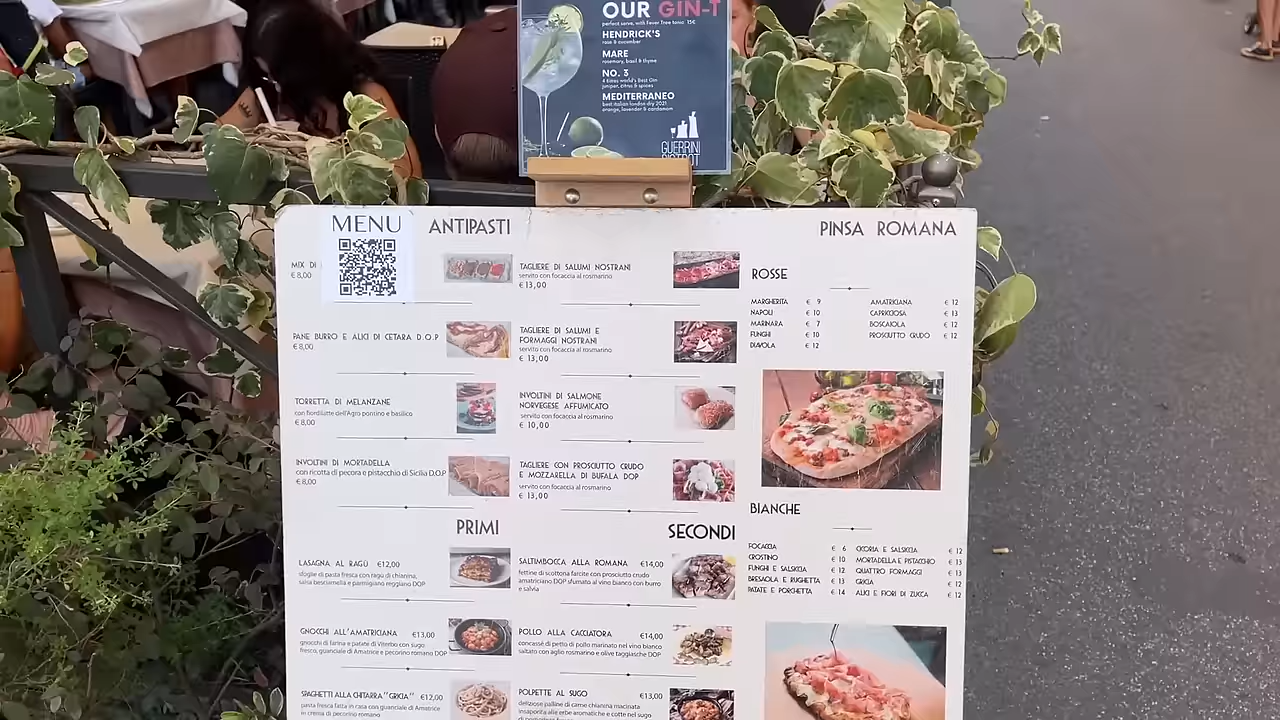 OUR GIN-T
perfect serve, with Fever Tree tonic 15€
HENDRICK'S
rose & cucumber
MARE
rosemary, basil & thyme
NO. 3
4 times world's Best Gin
juniper, citrus & spices
MEDITERRANEO
best italian london dry 2021
orange, lavender & cardamom
GUERRINI
BISTROT
MENU
ANTIPASTI
MIX DI
€ 8,00
PANE BURRO E ALICI DI CETARA D.O.P
€ 8,00
TORRETTA DI MELANZANE
con fiordilatte dell'Agro pontino e basilico
€ 8,00
INVOLTINI DI MORTADELLA
con ricotta di pecora e pistacchio di Sicilia D.O.P
€ 8,00
TAGLIERE DI SALUMI NOSTRANI
servito con focaccia al rosmarino
€ 13,00
TAGLIERE DI SALUMI E
FORMAGGI NOSTRANI
servito con focaccia al rosmarino
€ 13,00
INVOLTINI DI SALMONE
NORVEGESE AFFUMICATO
servito con focaccia al rosmarino
€ 10,00
TAGLIERE CON PROSCIUTTO CRUDO
E MOZZARELLA DI BUFALA DOP
servito con focaccia al rosmarino
€ 13,00
PRIMI
LASAGNA AL RAGÙ €12,00
sfoglie di pasta fresca con ragù di chianina,
salsa besciamella e parmigiano reggiano DOP
GNOCCHI ALL'AMATRICIANA €13,00
gnocchi di farina e patate di Viterbo con sugo
fresco, guanciale di Amatrice e pecorino romano DOP
SPAGHETTI ALLA CHITARRA "GRICIA" €12,00
pasta fresca fatta in casa con guanciale di Amatrice
in crema di pecorino romano
SECONDI
SALTIMBOCCA ALLA ROMANA €14,00
fettine di scottona farcite con prosciutto crudo
amatriciano DOP sfumato al vino bianco con burro
e salvia
POLLO ALLA CACCIATORA €14,00
concassé di petto di pollo marinato nel vino bianco
saltato con aglio rosmarino e olive taggiasche DOP
POLPETTE AL SUGO €13,00
deliziose palline di carne chianina macinata
insaporita alle erbe aromatiche e cotte nel sugo
PINSA ROMANA
ROSSE
MARGHERITA € 9
NAPOLI € 10
MARINARA € 7
FUNGHI € 10
DIAVOLA € 12
AMATRICIANA € 12
CAPRICCIOSA € 13
BOSCAIOLA € 12
PROSCIUTTO CRUDO € 12
BIANCHE
FOCACCIA € 6
CROSTINO € 10
FUNGHI E SALSICCIA € 12
BRESAOLA E RUGHETTA € 13
PATATE E PORCHETTA € 14
CICORIA E SALSICCIA € 12
MORTADELLA E PISTACCHIO € 13
QUATTRO FORMAGGI € 13
GRICIA € 12
ALICI E FIORI DI ZUCCA € 12